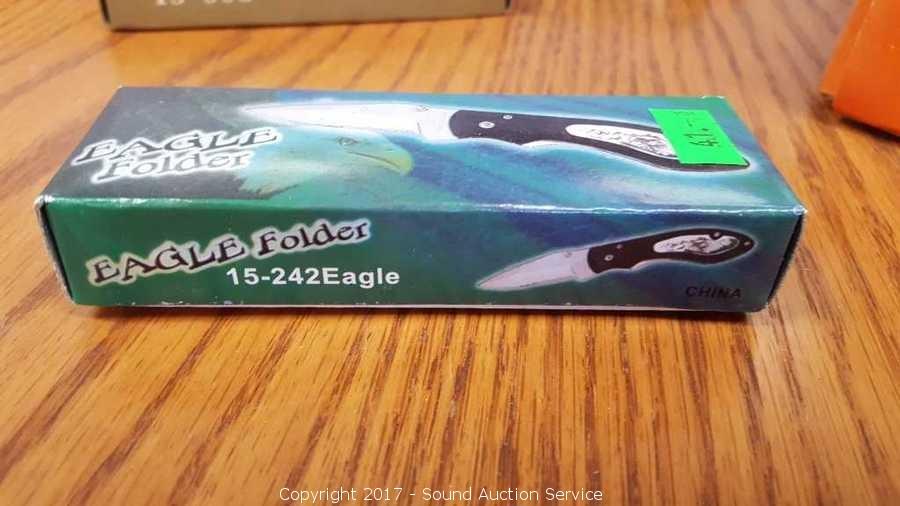 EAGLE
Folder
EAGLE Folder
15-242Eagle
CHINA
Copyright 2017 - Sound Auction Service